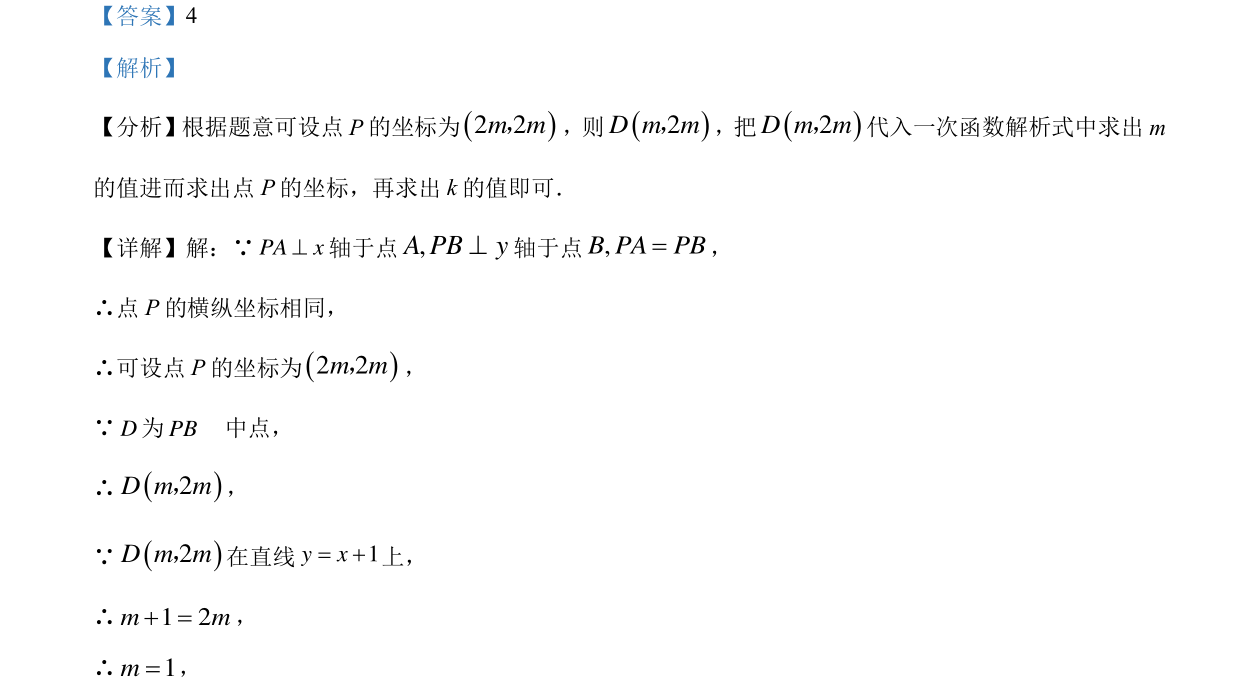 【答案】4
【解析】
【分析】根据题意可设点 P 的坐标为(2m,2m)，则 D(m,2m)，把 D(m,2m)代入一次函数解析式中求出 m
的值进而求出点 P 的坐标，再求出 k 的值即可．
【详解】解：∵ PA⊥x 轴于点 A,PB⊥y 轴于点 B,PA=PB，
∴点 P 的横纵坐标相同，
∴可设点 P 的坐标为(2m,2m)，
∵ D 为 PB 中点，
∴ D(m,2m)，
∵ D(m,2m)在直线 y=x+1上，
∴ m+1=2m，
∴ m=1，